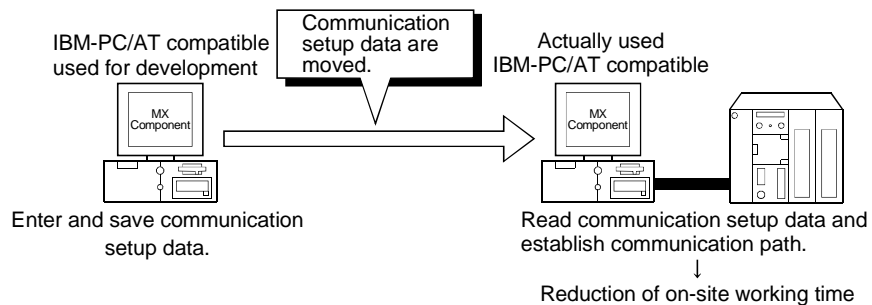 IBM-PC/AT compatible
used for development
Communication
setup data are
moved.
Actually used
IBM-PC/AT compatible
MX
Component
MX
Component
Enter and save communication
setup data.
Read communication setup data and
establish communication path.
↓
Reduction of on-site working time